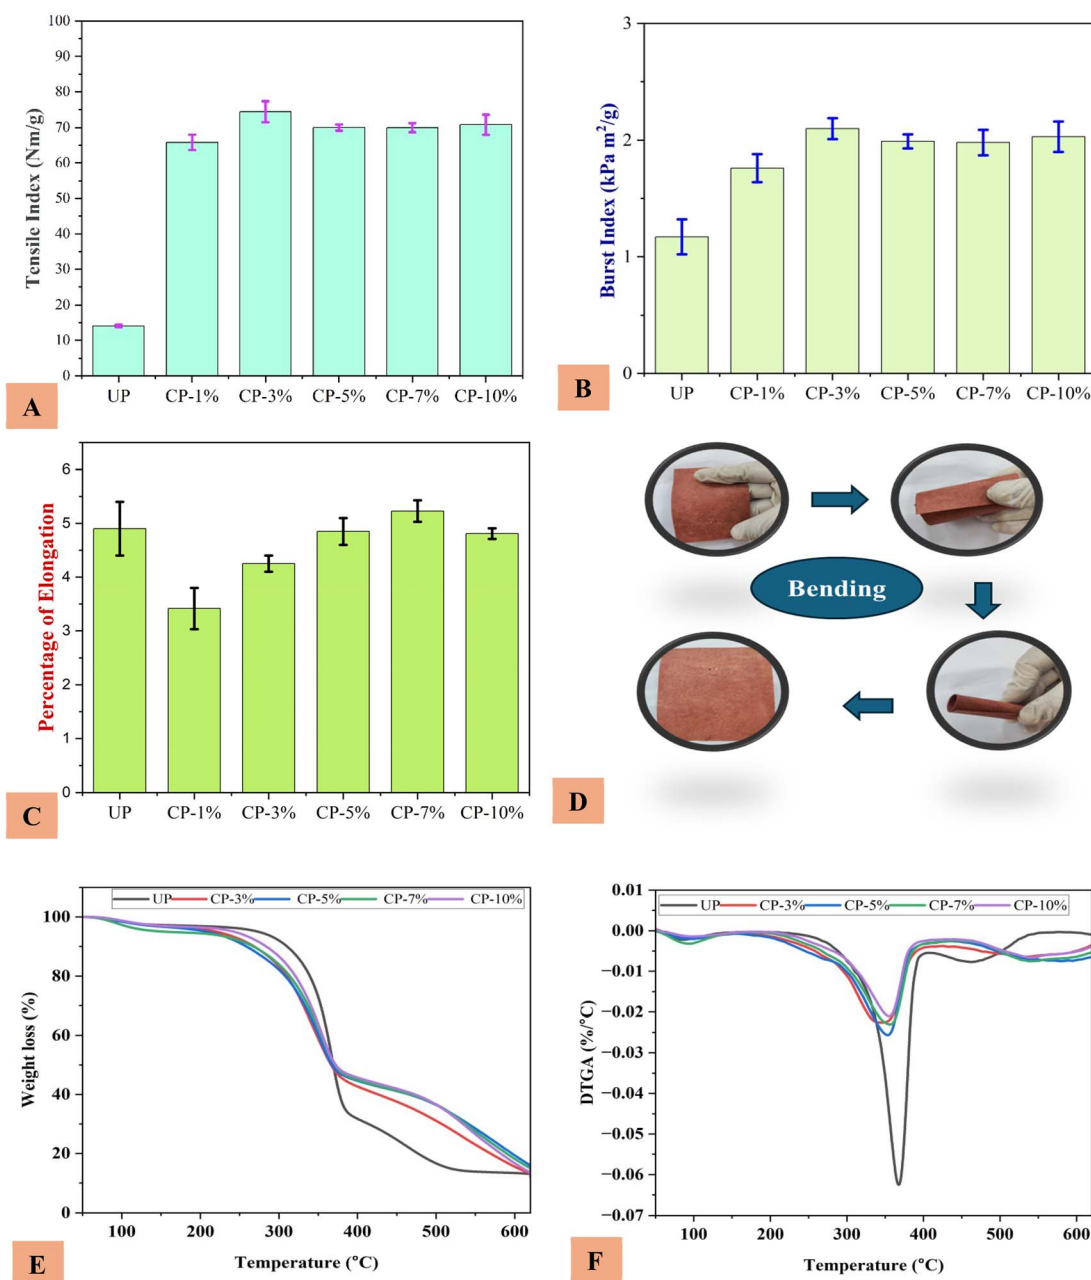 100
90
80
70
60
50
40
30
20
10
0
Tensile Index (Nm/g)
UP CP-1% CP-3% CP-5% CP-7% CP-10%
A
3
2
1
0
Burst Index (kPa m²/g)
UP CP-1% CP-3% CP-5% CP-7% CP-10%
B
6
5
4
3
2
1
0
Percentage of Elongation
UP CP-1% CP-3% CP-5% CP-7% CP-10%
C
Bending
D
UP CP-3% CP-5% CP-7% CP-10%
100
80
60
40
20
0
Weight loss (%)
100 200 300 400 500 600
Temperature (°C)
E
UP CP-3% CP-5% CP-7% CP-10%
0.01
0.00
−0.01
−0.02
−0.03
−0.04
−0.05
−0.06
−0.07
DTGA (%/°C)
100 200 300 400 500 600
Temperature (°C)
F